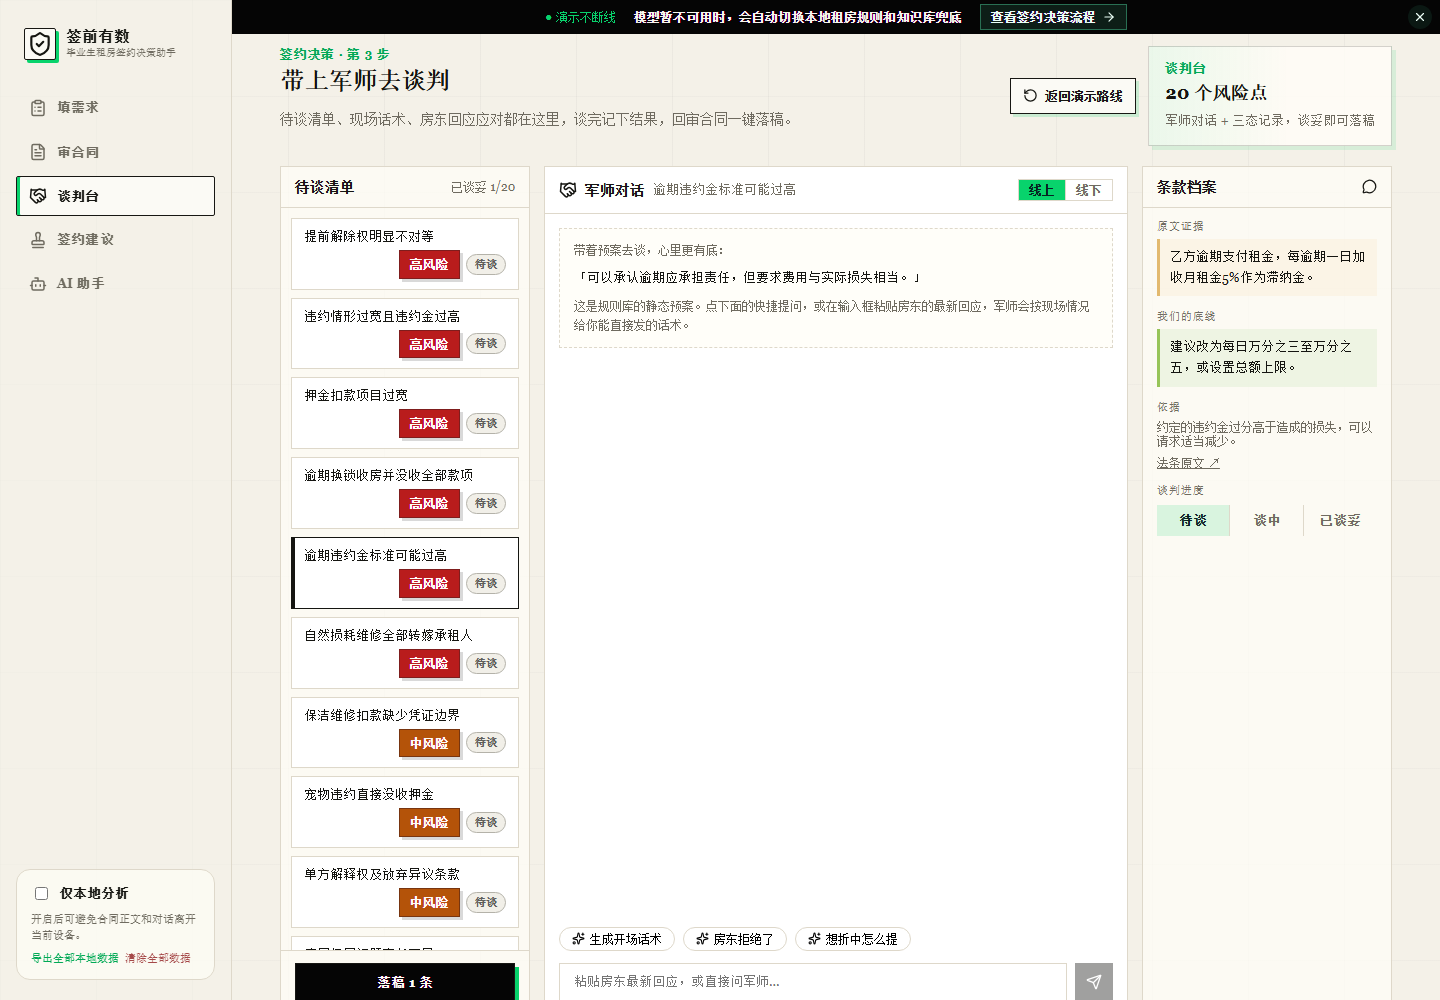 签前有数
毕业生租房签约决策助手
填需求
审合同
谈判台
签约建议
AI 助手
仅本地分析
开启后可避免合同正文和对话离开
当前设备。
导出全部本地数据 清除全部数据
演示不断线 模型暂不可用时，会自动切换本地租房规则和知识库兜底 查看签约决策流程 →
签约决策 · 第 3 步
带上军师去谈判
待谈清单、现场话术、房东回应应对都在这里，谈完记下结果，回审合同一键落稿。
返回演示路线
谈判台
20 个风险点
军师对话 + 三态记录，谈妥即可落稿
待谈清单 已谈妥 1/20
提前解除权明显不对等
高风险 待谈
违约情形过宽且违约金过高
高风险 待谈
押金扣款项目过宽
高风险 待谈
逾期换锁收房并没收全部款项
高风险 待谈
逾期违约金标准可能过高
高风险 待谈
自然损耗维修全部转嫁承租人
高风险 待谈
保洁维修扣款缺少凭证边界
中风险 待谈
宠物违约直接没收押金
中风险 待谈
单方解释权及放弃异议条款
中风险 待谈
落稿 1 条
军师对话 逾期违约金标准可能过高 线上 线下
带着预案去谈，心里更有底：
「可以承认逾期应承担责任，但要求费用与实际损失相当。」
这是规则库的静态预案。点下面的快捷提问，或在输入框粘贴房东的最新回应，军师会按现场情况
给你能直接发的话术。
生成开场话术 房东拒绝了 想折中怎么提
粘贴房东最新回应，或直接问军师...
条款档案
原文证据
乙方逾期支付租金，每逾期一日加
收月租金5%作为滞纳金。
我们的底线
建议改为每日万分之三至万分之
五，或设置总额上限。
依据
约定的违约金过分高于造成的损失，可以
请求适当减少。
法条原文 ↗
谈判进度
待谈 谈中 已谈妥